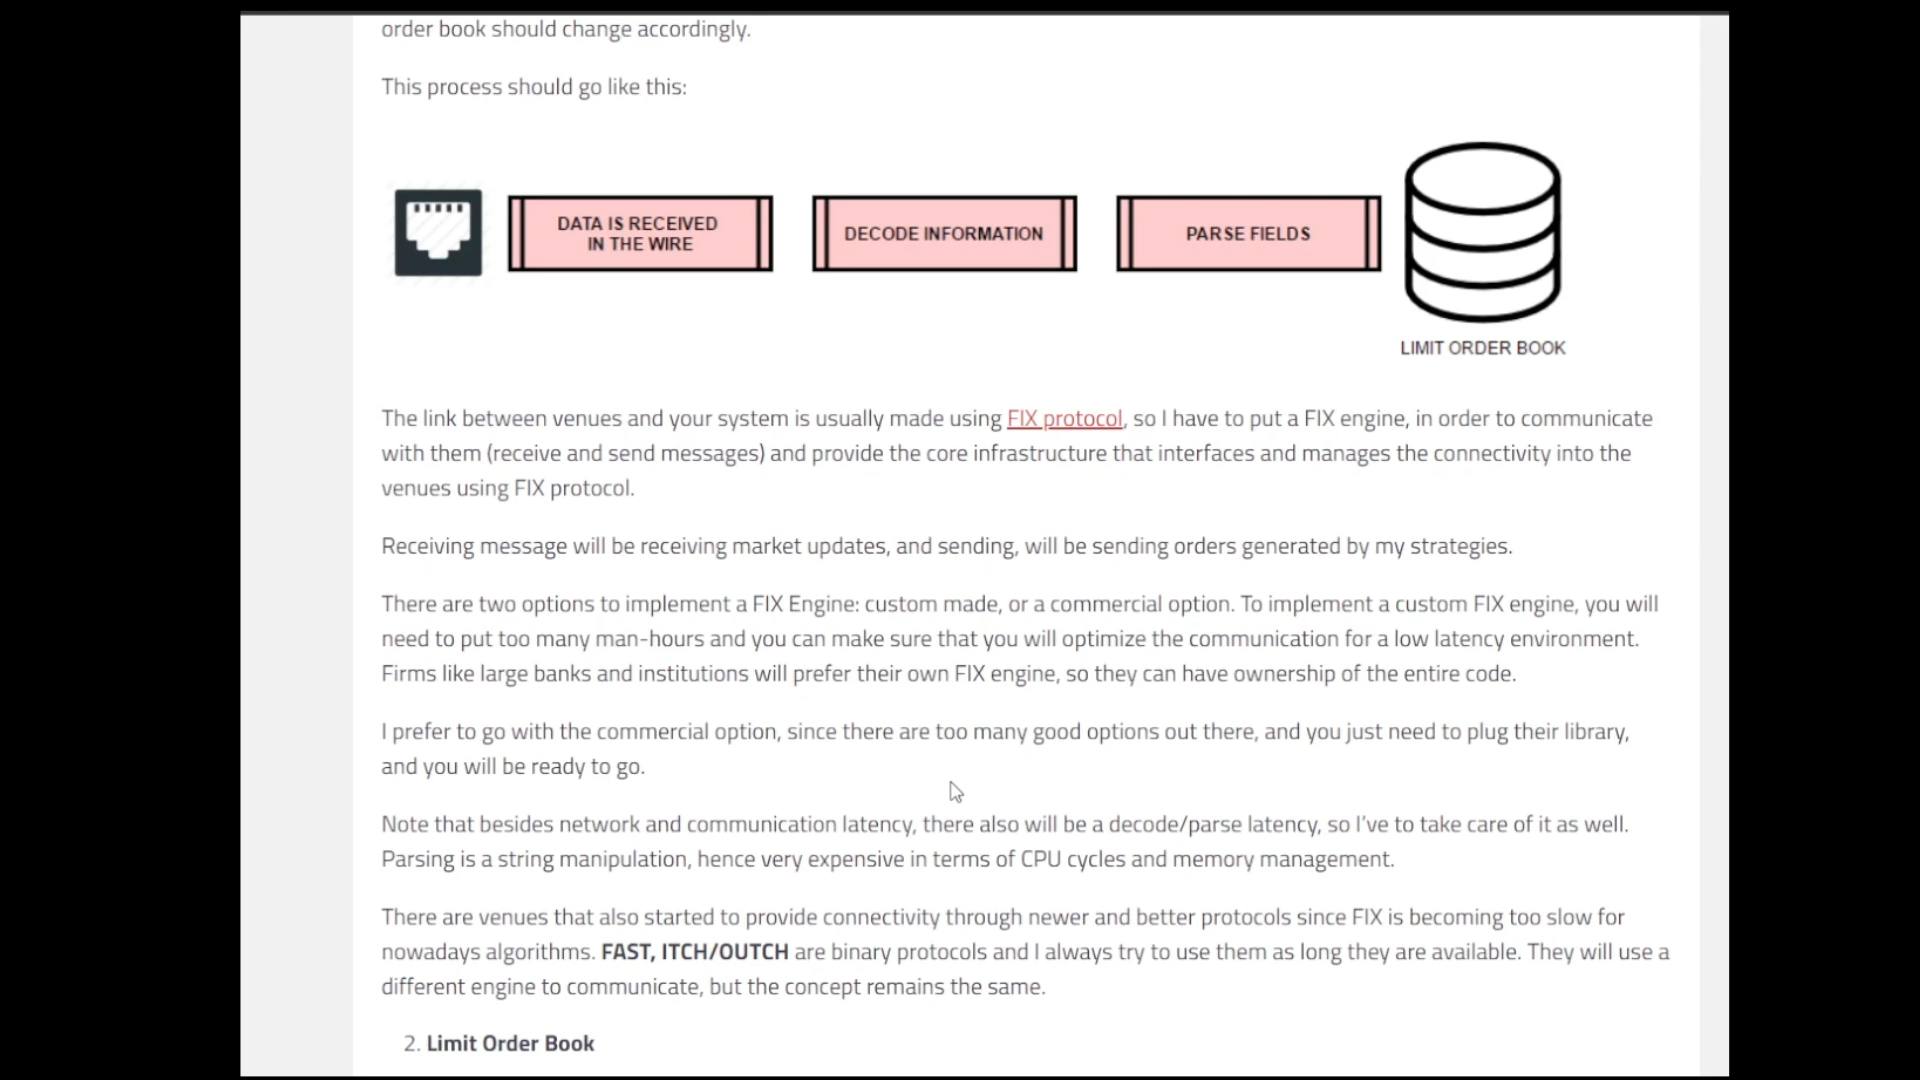 order book should change accordingly.
This process should go like this:
DATA IS RECEIVED
IN THE WIRE
DECODE INFORMATION
PARSE FIELDS
LIMIT ORDER BOOK
The link between venues and your system is usually made using FIX protocol, so I have to put a FIX engine, in order to communicate
with them (receive and send messages) and provide the core infrastructure that interfaces and manages the connectivity into the
venues using FIX protocol.
Receiving message will be receiving market updates, and sending, will be sending orders generated by my strategies.
There are two options to implement a FIX Engine: custom made, or a commercial option. To implement a custom FIX engine, you will
need to put too many man-hours and you can make sure that you will optimize the communication for a low latency environment.
Firms like large banks and institutions will prefer their own FIX engine, so they can have ownership of the entire code.
I prefer to go with the commercial option, since there are too many good options out there, and you just need to plug their library,
and you will be ready to go.
Note that besides network and communication latency, there also will be a decode/parse latency, so I've to take care of it as well.
Parsing is a string manipulation, hence very expensive in terms of CPU cycles and memory management.
There are venues that also started to provide connectivity through newer and better protocols since FIX is becoming too slow for
nowadays algorithms. FAST, ITCH/OUTCH are binary protocols and I always try to use them as long they are available. They will use a
different engine to communicate, but the concept remains the same.
2. Limit Order Book